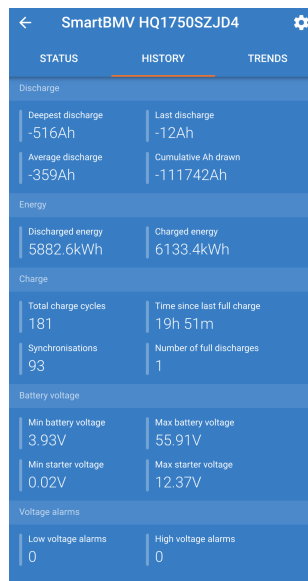 SmartBMV HQ1750SZJD4
STATUS HISTORY TRENDS
Discharge
Deepest discharge Last discharge
-516Ah -12Ah
Average discharge Cumulative Ah drawn
-359Ah -111742Ah
Energy
Discharged energy Charged energy
5882.6kWh 6133.4kWh
Charge
Total charge cycles Time since last full charge
181 19h 51m
Synchronisations Number of full discharges
93 1
Battery voltage
Min battery voltage Max battery voltage
3.93V 55.91V
Min starter voltage Max starter voltage
0.02V 12.37V
Voltage alarms
Low voltage alarms High voltage alarms
0 0